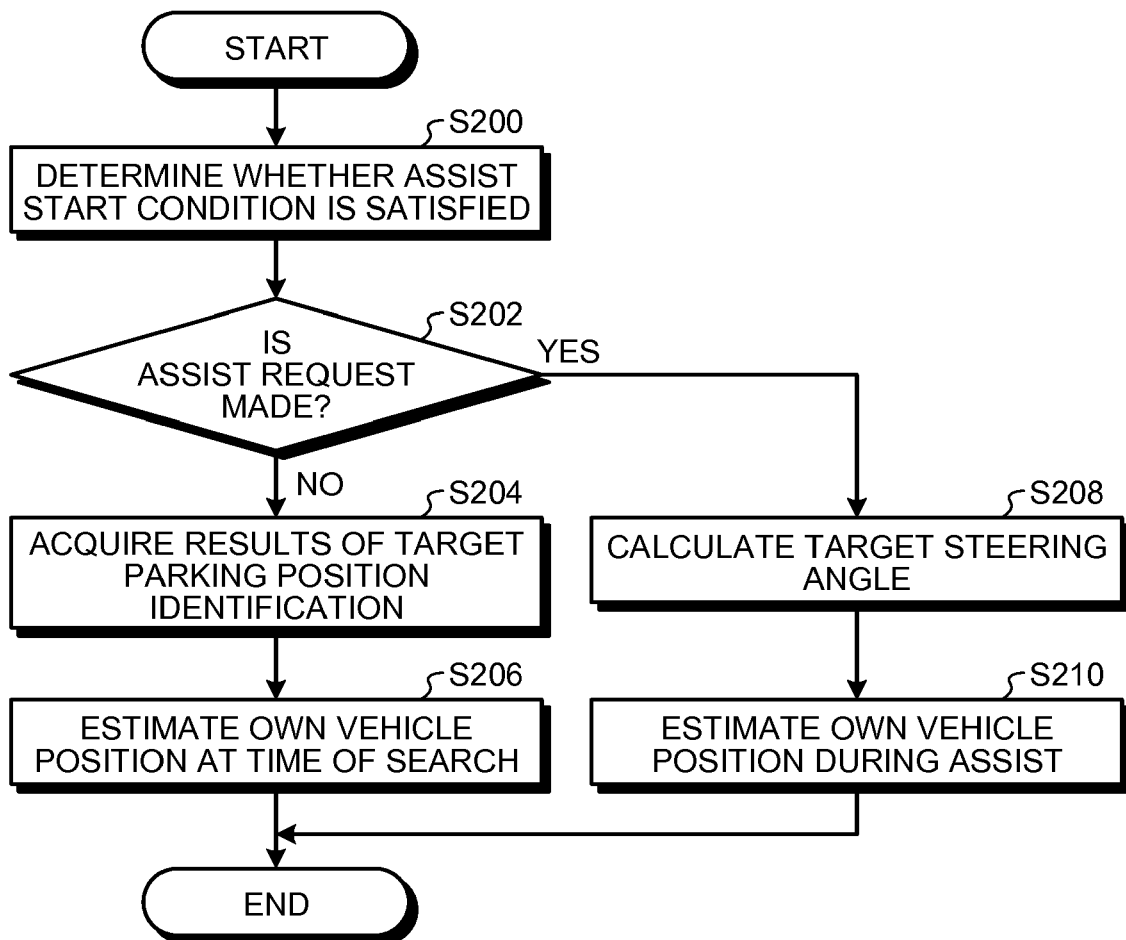 START
S200
DETERMINE WHETHER ASSIST
START CONDITION IS SATISFIED
S202
IS
ASSIST REQUEST
MADE?
YES
NO
S204
ACQUIRE RESULTS OF TARGET
PARKING POSITION
IDENTIFICATION
S206
ESTIMATE OWN VEHICLE
POSITION AT TIME OF SEARCH
S208
CALCULATE TARGET STEERING
ANGLE
S210
ESTIMATE OWN VEHICLE
POSITION DURING ASSIST
END